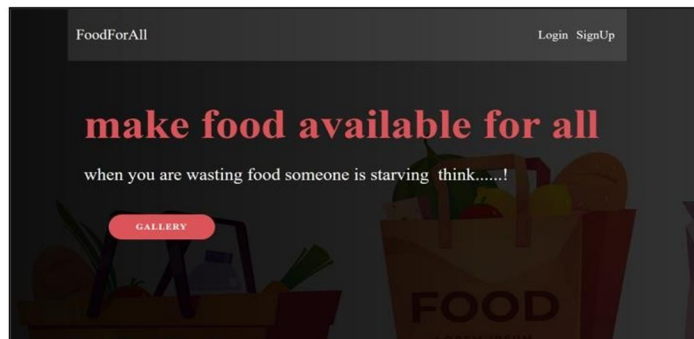 FoodForAll
Login SignUp
make food available for all
when you are wasting food someone is starving think......!
GALLERY
FOOD